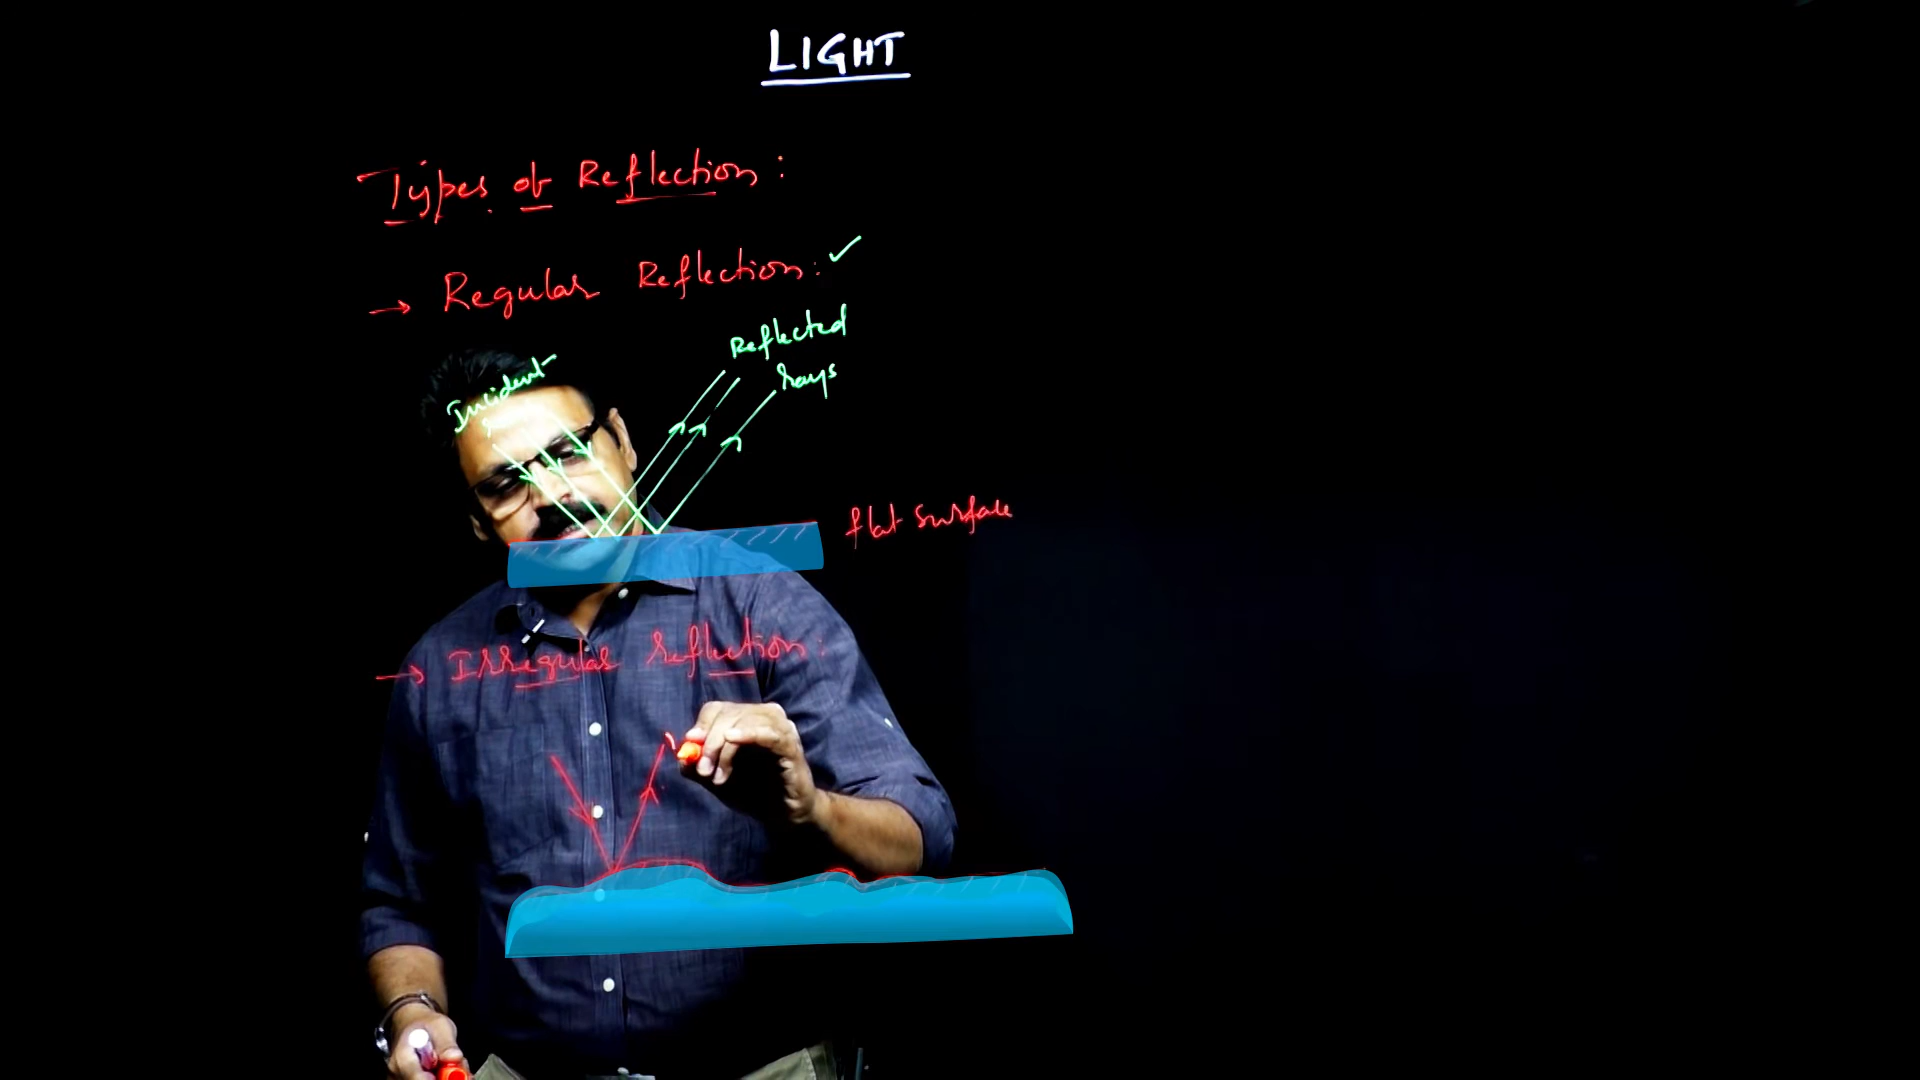 LIGHT
Types of Reflection:
→ Regular Reflection: ✓
Reflected
rays
Incident
flat surface
→ Irregular reflection: